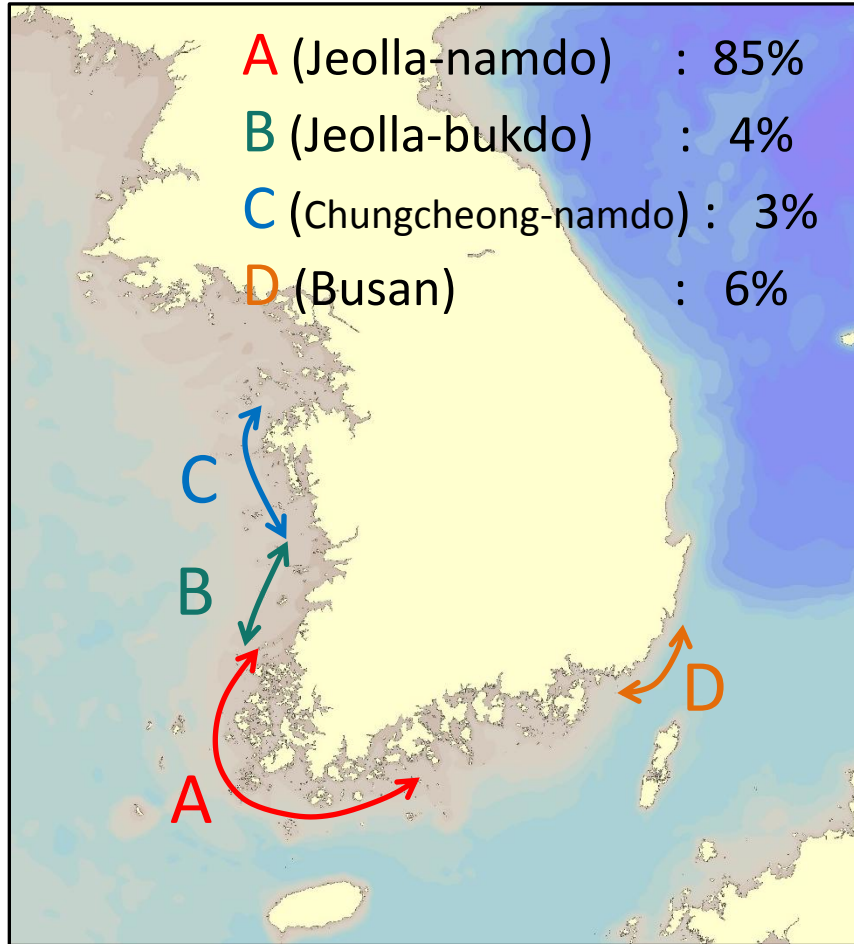 A (Jeolla-namdo) : 85%
B (Jeolla-bukdo) : 4%
C (Chungcheong-namdo) : 3%
D (Busan) : 6%
C
B
D
A